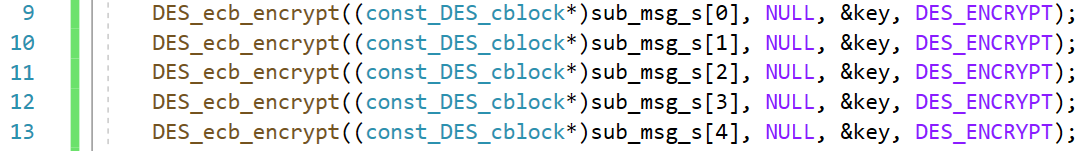 9 DES_ecb_encrypt((const_DES_cblock*)sub_msg_s[0], NULL, &key, DES_ENCRYPT);
10 DES_ecb_encrypt((const_DES_cblock*)sub_msg_s[1], NULL, &key, DES_ENCRYPT);
11 DES_ecb_encrypt((const_DES_cblock*)sub_msg_s[2], NULL, &key, DES_ENCRYPT);
12 DES_ecb_encrypt((const_DES_cblock*)sub_msg_s[3], NULL, &key, DES_ENCRYPT);
13 DES_ecb_encrypt((const_DES_cblock*)sub_msg_s[4], NULL, &key, DES_ENCRYPT);